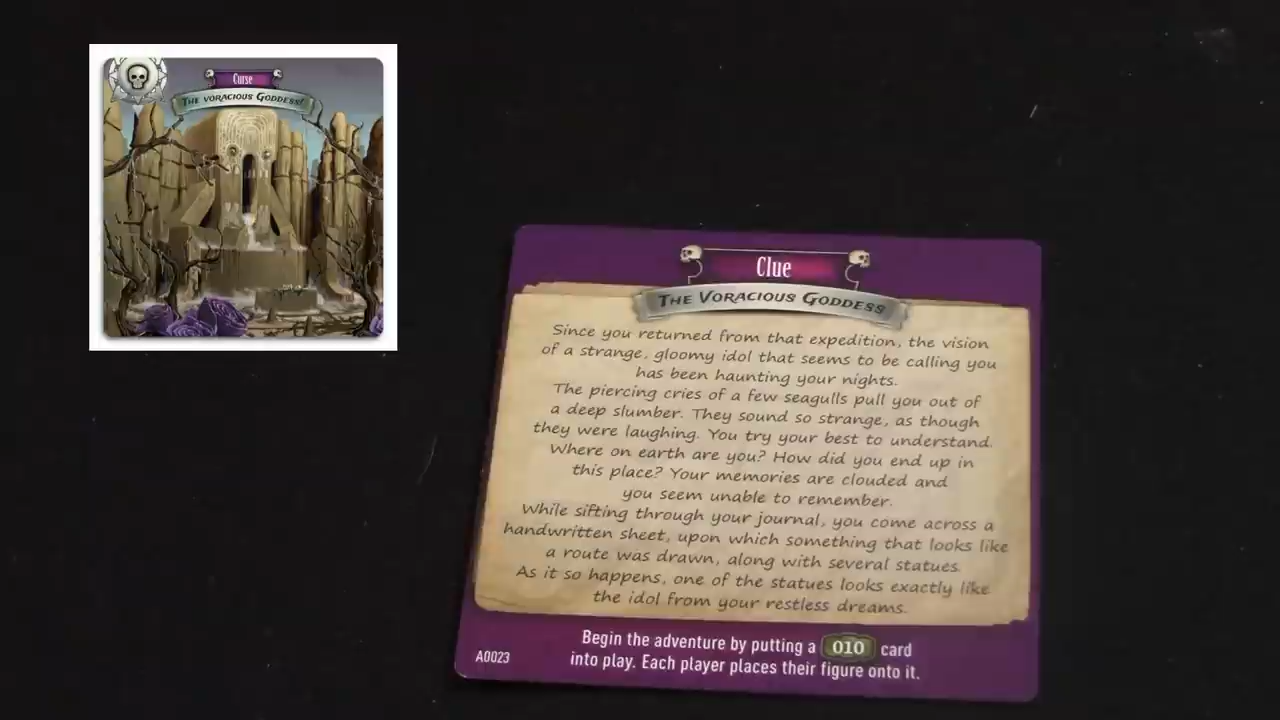 Curse
The Voracious Goddess!
Clue
The Voracious Goddess
Since you returned from that expedition, the vision
of a strange, gloomy idol that seems to be calling you
has been haunting your nights.
The piercing cries of a few seagulls pull you out of
a deep slumber. They sound so strange, as though
they were laughing. You try your best to understand.
Where on earth are you? How did you end up in
this place? Your memories are clouded and
you seem unable to remember.
While sifting through your journal, you come across a
handwritten sheet, upon which something that looks like
a route was drawn, along with several statues.
As it so happens, one of the statues looks exactly like
the idol from your restless dreams.
Begin the adventure by putting a 010 card
into play. Each player places their figure onto it.
A0023